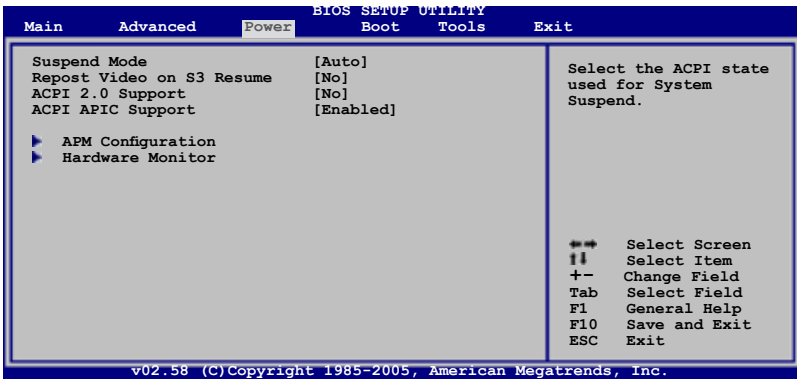 BIOS SETUP UTILITY
Main Advanced Power Boot Tools Exit
Suspend Mode [Auto]
Repost Video on S3 Resume [No]
ACPI 2.0 Support [No]
ACPI APIC Support [Enabled]
APM Configuration
Hardware Monitor
Select the ACPI state
used for System
Suspend.
Select Screen
Select Item
+- Change Field
Tab Select Field
F1 General Help
F10 Save and Exit
ESC Exit
v02.58 (C)Copyright 1985-2005, American Megatrends, Inc.